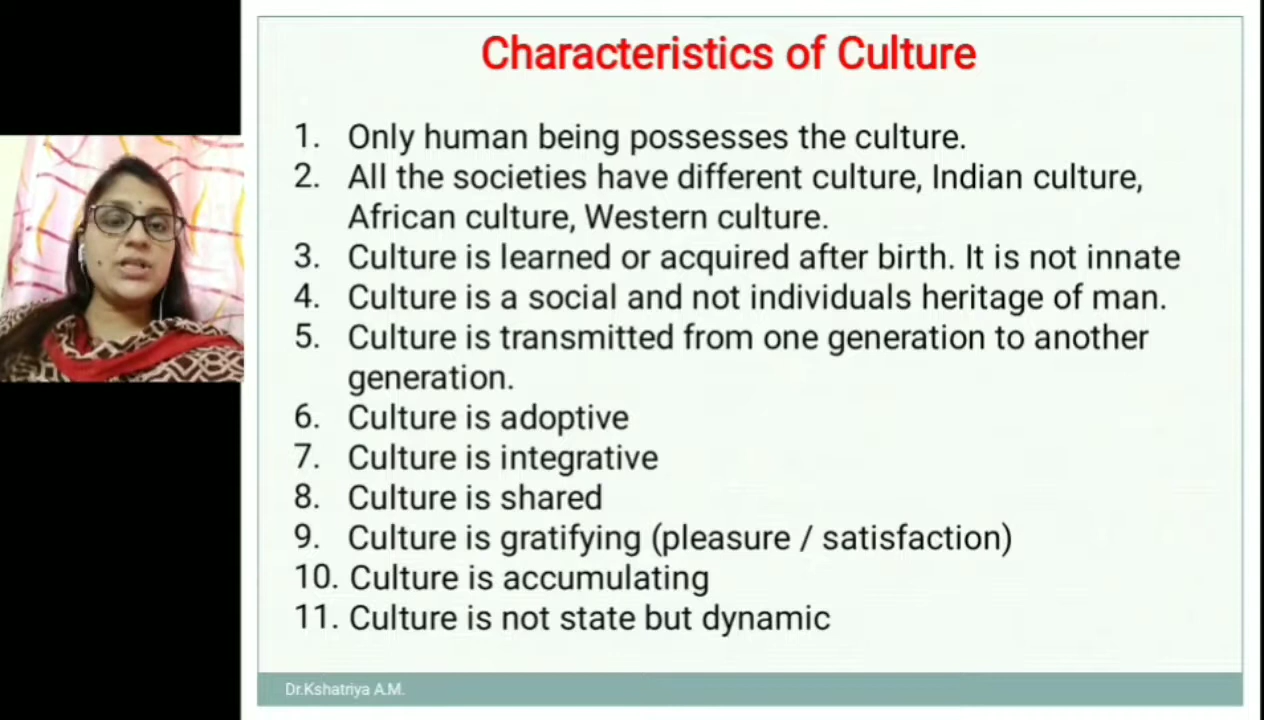 Characteristics of Culture
1. Only human being possesses the culture.
2. All the societies have different culture, Indian culture,
African culture, Western culture.
3. Culture is learned or acquired after birth. It is not innate
4. Culture is a social and not individuals heritage of man.
5. Culture is transmitted from one generation to another
generation.
6. Culture is adoptive
7. Culture is integrative
8. Culture is shared
9. Culture is gratifying (pleasure / satisfaction)
10. Culture is accumulating
11. Culture is not state but dynamic
Dr.Kshatriya A.M.